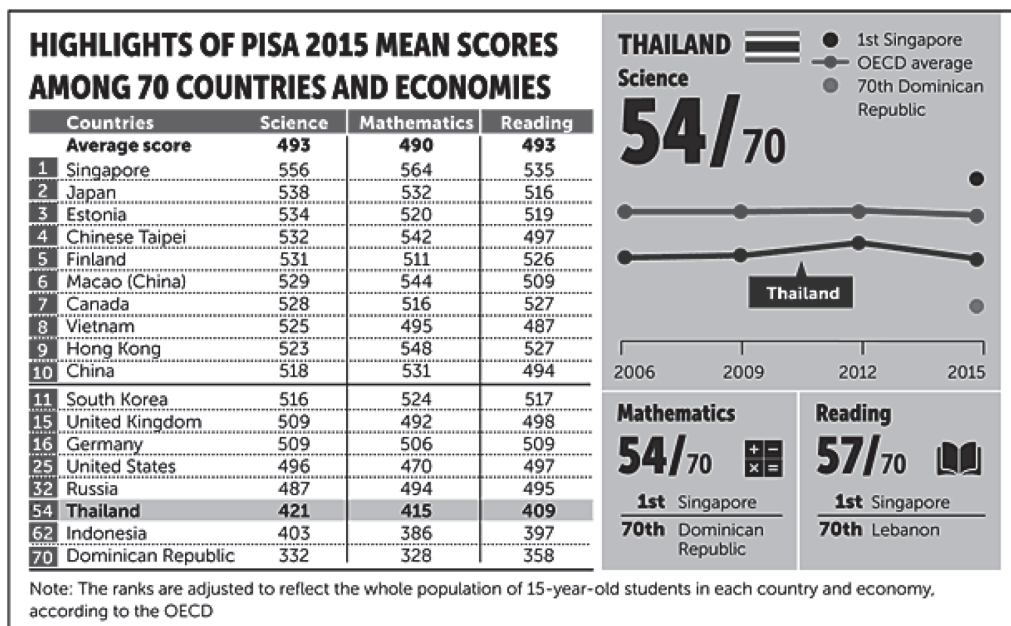 HIGHLIGHTS OF PISA 2015 MEAN SCORES
AMONG 70 COUNTRIES AND ECONOMIES
Countries Science Mathematics Reading
Average score 493 490 493
1 Singapore 556 564 535
2 Japan 538 532 516
3 Estonia 534 520 519
4 Chinese Taipei 532 542 497
5 Finland 531 511 526
6 Macao (China) 529 544 509
7 Canada 528 516 527
8 Vietnam 525 495 487
9 Hong Kong 523 548 527
10 China 518 531 494
11 South Korea 516 524 517
15 United Kingdom 509 492 498
16 Germany 509 506 509
25 United States 496 470 497
32 Russia 487 494 495
54 Thailand 421 415 409
62 Indonesia 403 386 397
70 Dominican Republic 332 328 358
THAILAND
Science
54/70
1st Singapore
OECD average
70th Dominican
Republic
Thailand
2006 2009 2012 2015
Mathematics
54/70
+ −
× =
1st Singapore
70th Dominican
Republic
Reading
57/70
1st Singapore
70th Lebanon
Note: The ranks are adjusted to reflect the whole population of 15-year-old students in each country and economy,
according to the OECD